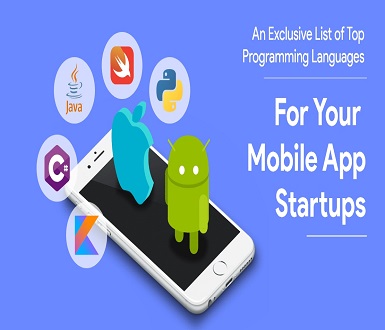 An Exclusive List of Top
Programming Languages
For Your
Mobile App
Startups
Java
C#